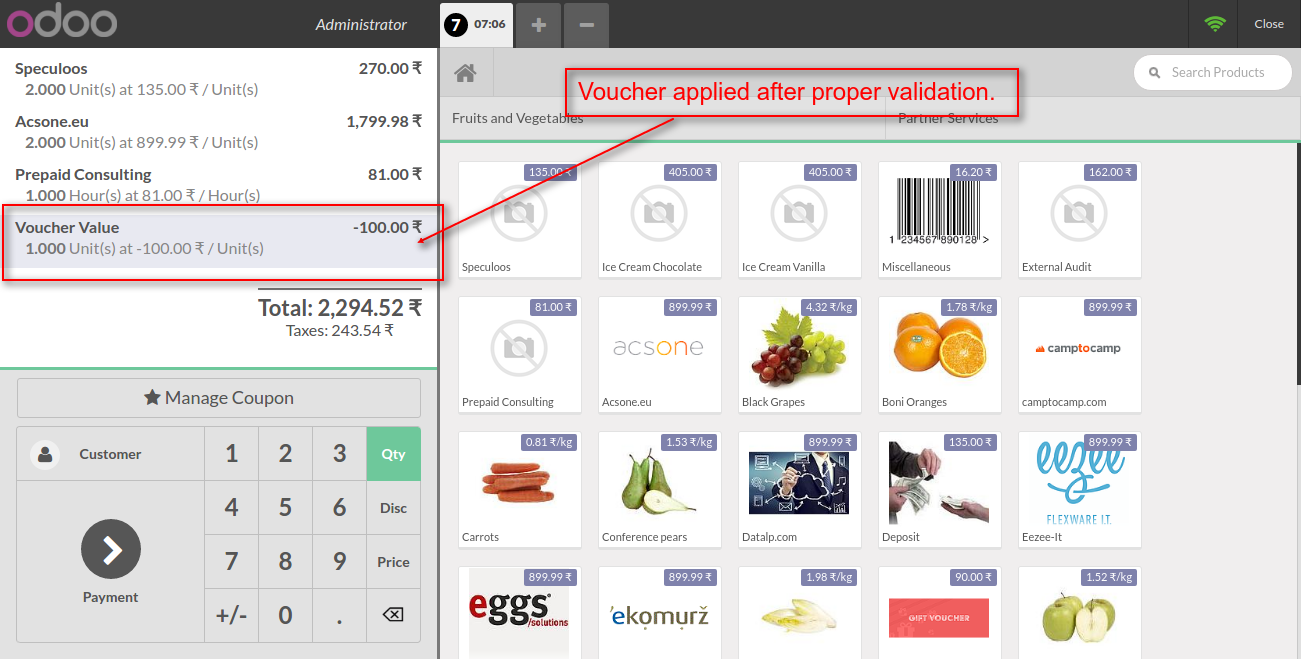 odoo
Administrator
7 07:06
Close
Speculoos 270.00 ₹
2.000 Unit(s) at 135.00 ₹ / Unit(s)
Acsone.eu 1,799.98 ₹
2.000 Unit(s) at 899.99 ₹ / Unit(s)
Prepaid Consulting 81.00 ₹
1.000 Hour(s) at 81.00 ₹ / Hour(s)
Voucher Value -100.00 ₹
1.000 Unit(s) at -100.00 ₹ / Unit(s)
Total: 2,294.52 ₹
Taxes: 243.54 ₹
Manage Coupon
Customer
1 2 3 Qty
4 5 6 Disc
7 8 9 Price
+/- 0 .
Payment
Search Products
Voucher applied after proper validation.
Fruits and Vegetables
Partner Services
135.00 ₹
Speculoos
405.00 ₹
Ice Cream Chocolate
405.00 ₹
Ice Cream Vanilla
16.20 ₹
1 234567 890128 >
Miscellaneous
162.00 ₹
External Audit
81.00 ₹
Prepaid Consulting
899.99 ₹
acsone
Acsone.eu
4.32 ₹/kg
Black Grapes
1.78 ₹/kg
Boni Oranges
899.99 ₹
camptocamp
camptocamp.com
0.81 ₹/kg
Carrots
1.53 ₹/kg
Conference pears
899.99 ₹
Datalp.com
135.00 ₹
Deposit
899.99 ₹
eezee
FLEXWARE I.T.
Eezee-It
899.99 ₹
eggs
/solutions
899.99 ₹
'ekomurž
1.98 ₹/kg
90.00 ₹
GIFT VOUCHER
1.52 ₹/kg